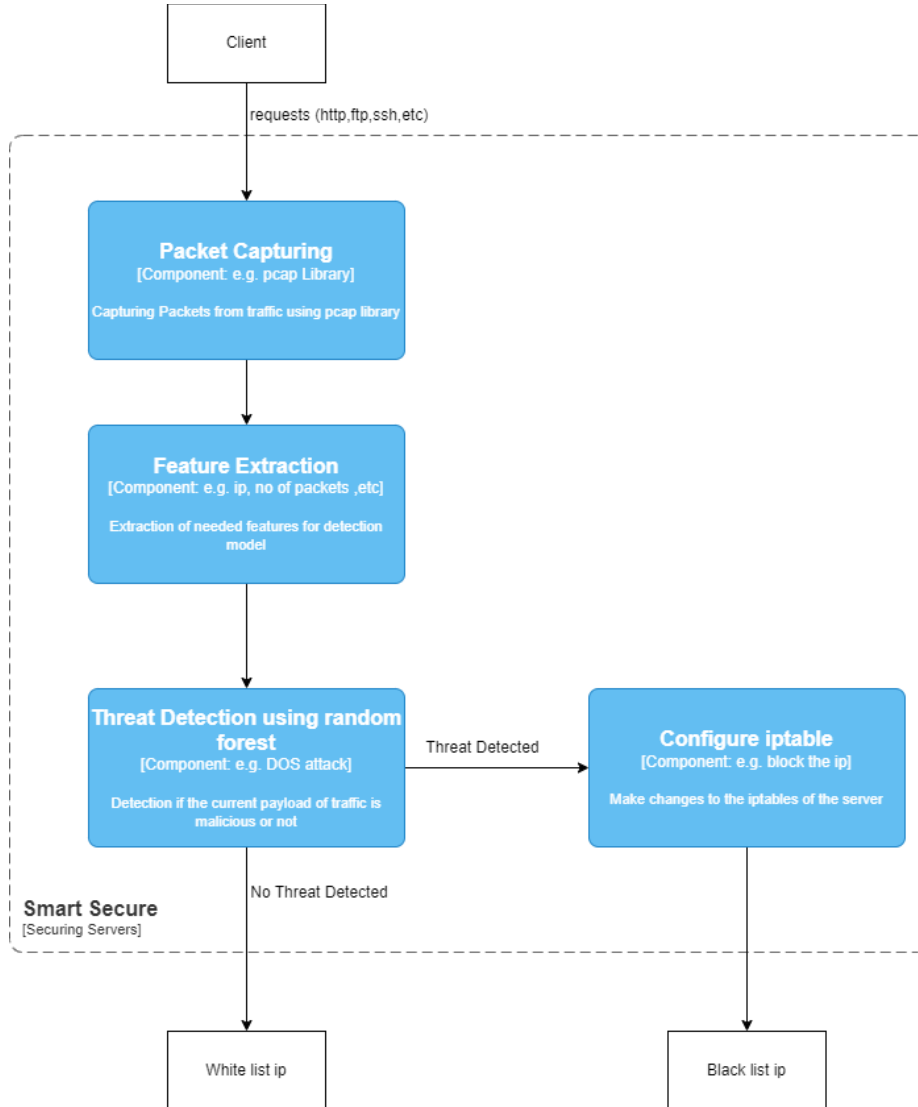 Client
requests (http,ftp,ssh,etc)
Packet Capturing
[Component: e.g. pcap Library]
Capturing Packets from traffic using pcap library
Feature Extraction
[Component: e.g. ip, no of packets ,etc]
Extraction of needed features for detection
model
Threat Detection using random
forest
[Component: e.g. DOS attack]
Detection if the current payload of traffic is
malicious or not
Threat Detected
Configure iptable
[Component: e.g. block the ip]
Make changes to the iptables of the server
No Threat Detected
Smart Secure
[Securing Servers]
White list ip
Black list ip